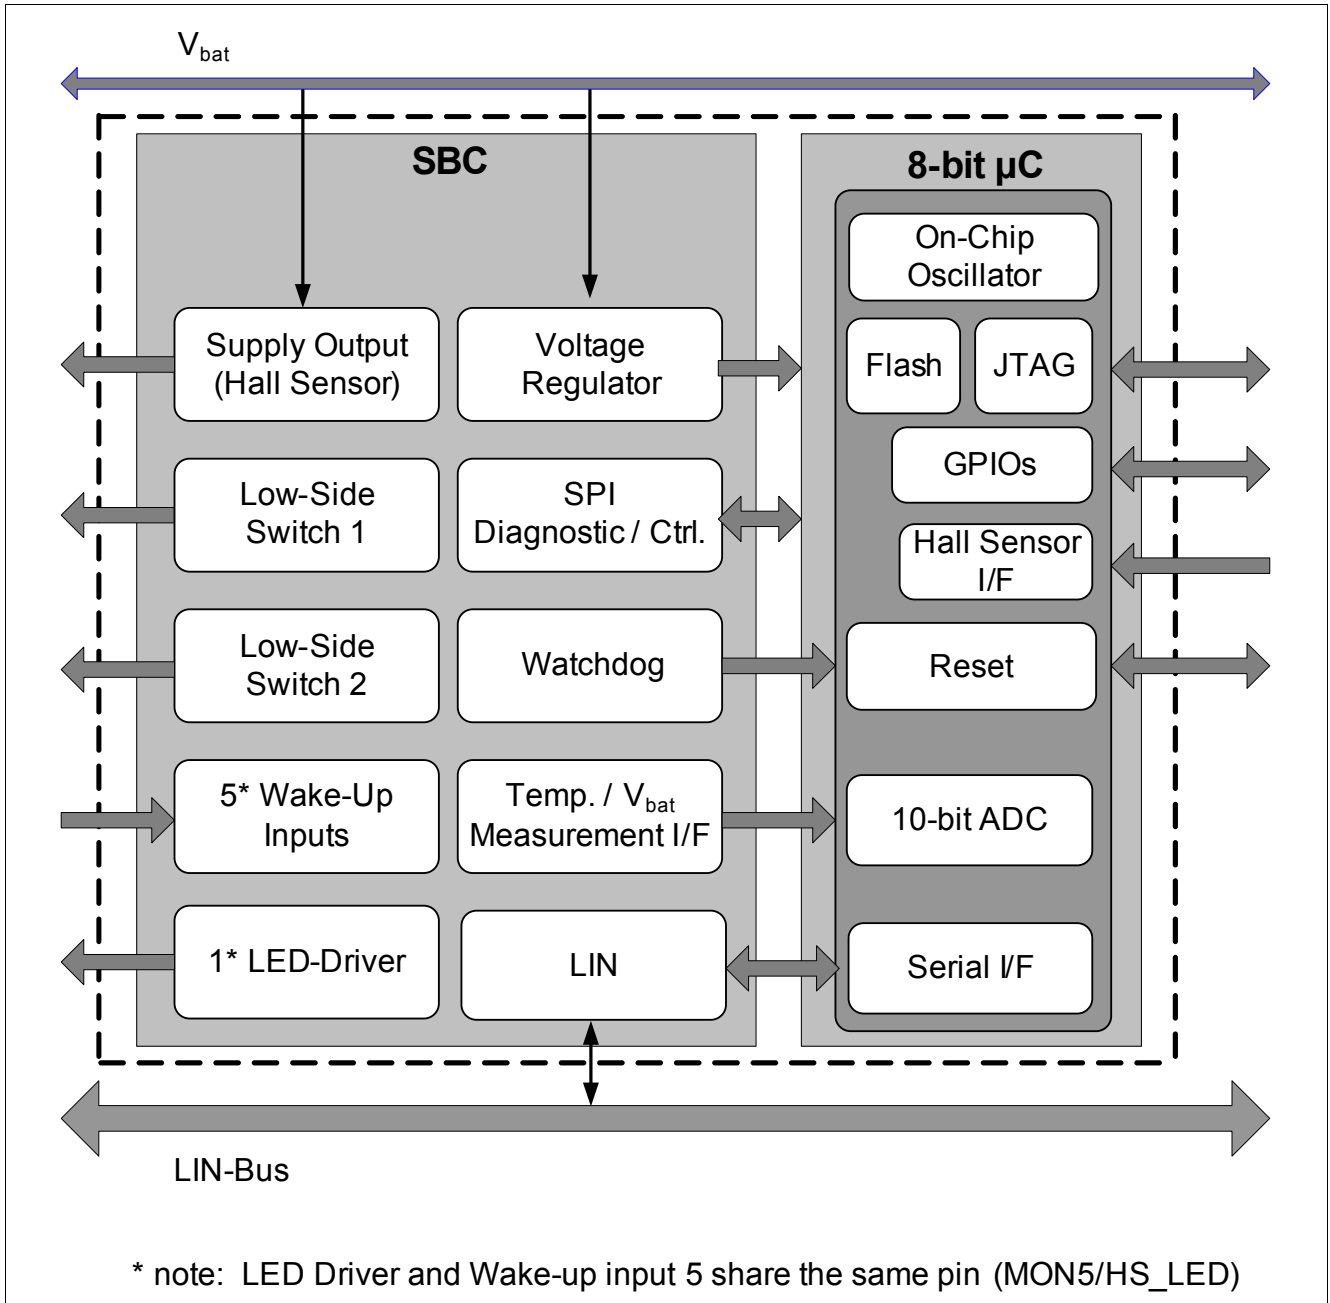 V_bat
SBC
8-bit µC
On-Chip
Oscillator
Supply Output
(Hall Sensor)
Voltage
Regulator
Flash
JTAG
GPIOs
Low-Side
Switch 1
SPI
Diagnostic / Ctrl.
Hall Sensor
I/F
Low-Side
Switch 2
Watchdog
Reset
5* Wake-Up
Inputs
Temp. / V_bat
Measurement I/F
10-bit ADC
1* LED-Driver
LIN
Serial I/F
LIN-Bus
* note: LED Driver and Wake-up input 5 share the same pin (MON5/HS_LED)